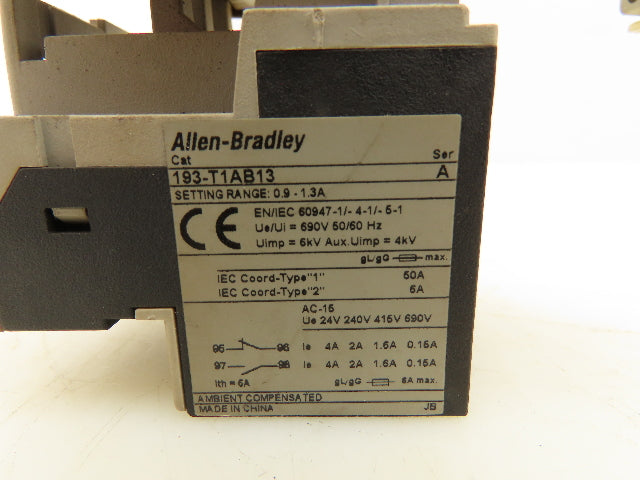 Allen-Bradley
Cat Ser
193-T1AB13 A
SETTING RANGE: 0.9 - 1.3A
CE EN/IEC 60947-1/- 4-1/- 5-1
Ue/Ui = 690V 50/60 Hz
Uimp = 6kV Aux.Uimp = 4kV
gL/gG max.
IEC Coord-Type"1" 50A
IEC Coord-Type"2" 6A
AC-15
Ue 24V 240V 415V 690V
95 96 Ie 4A 2A 1.6A 0.15A
97 98 Ie 4A 2A 1.6A 0.15A
Ith = 6A gL/gG 6A max.
AMBIENT COMPENSATED
MADE IN CHINA JB